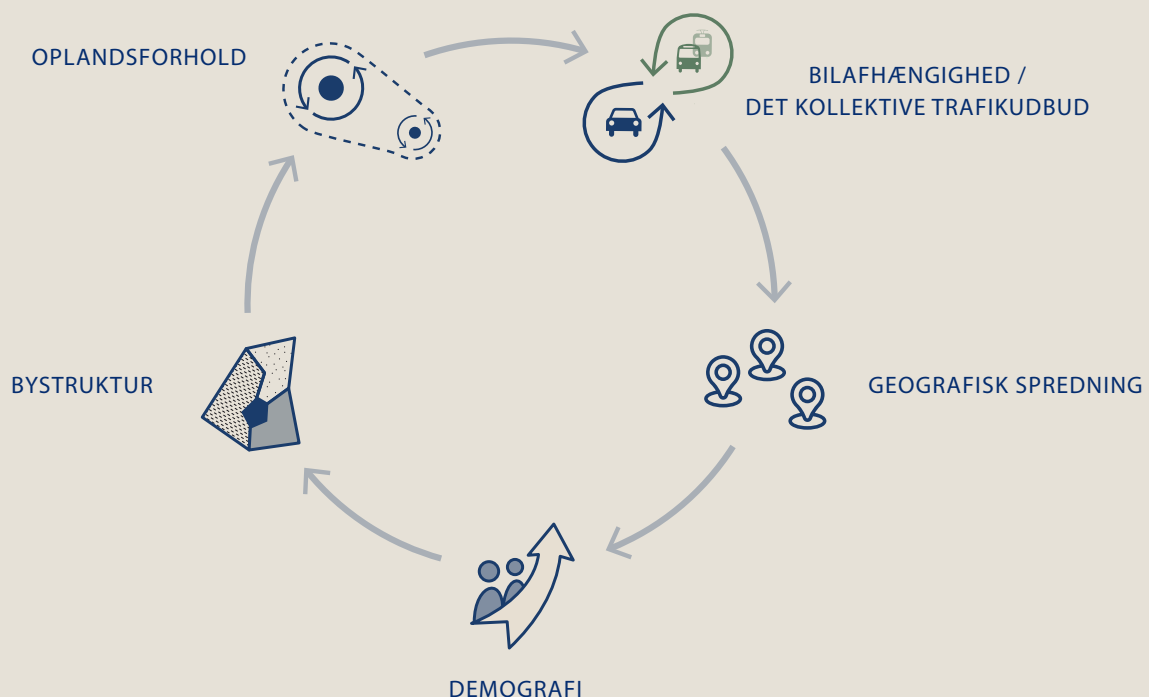 OPLANDSFORHOLD
BILAFHÆNGIGHED /
DET KOLLEKTIVE TRAFIKUDBUD
GEOGRAFISK SPREDNING
DEMOGRAFI
BYSTRUKTUR